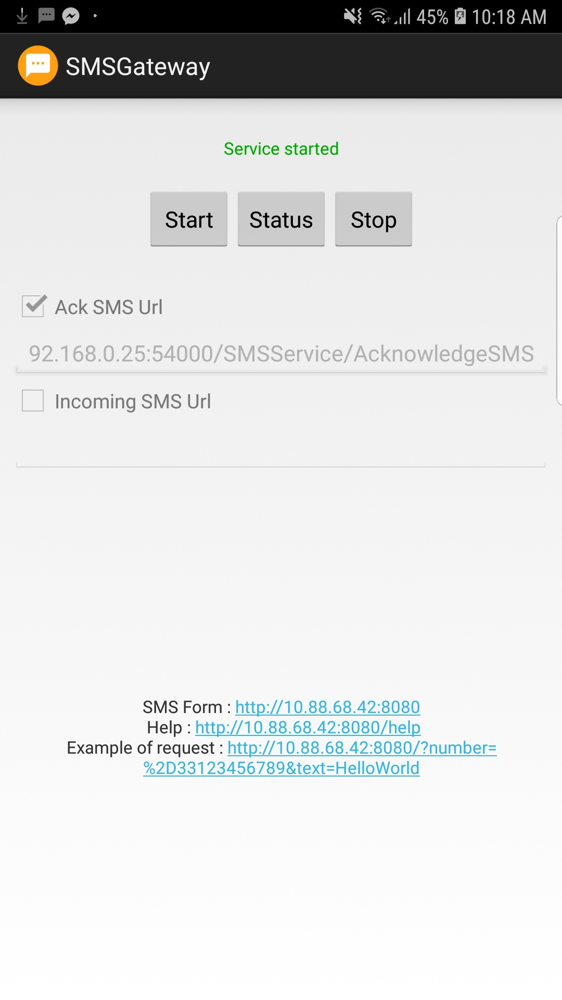 45% 10:18 AM
SMSGateway
Service started
Start Status Stop
Ack SMS Url
92.168.0.25:54000/SMSService/AcknowledgeSMS
Incoming SMS Url
SMS Form : http://10.88.68.42:8080
Help : http://10.88.68.42:8080/help
Example of request : http://10.88.68.42:8080/?number=
%2D33123456789&text=HelloWorld